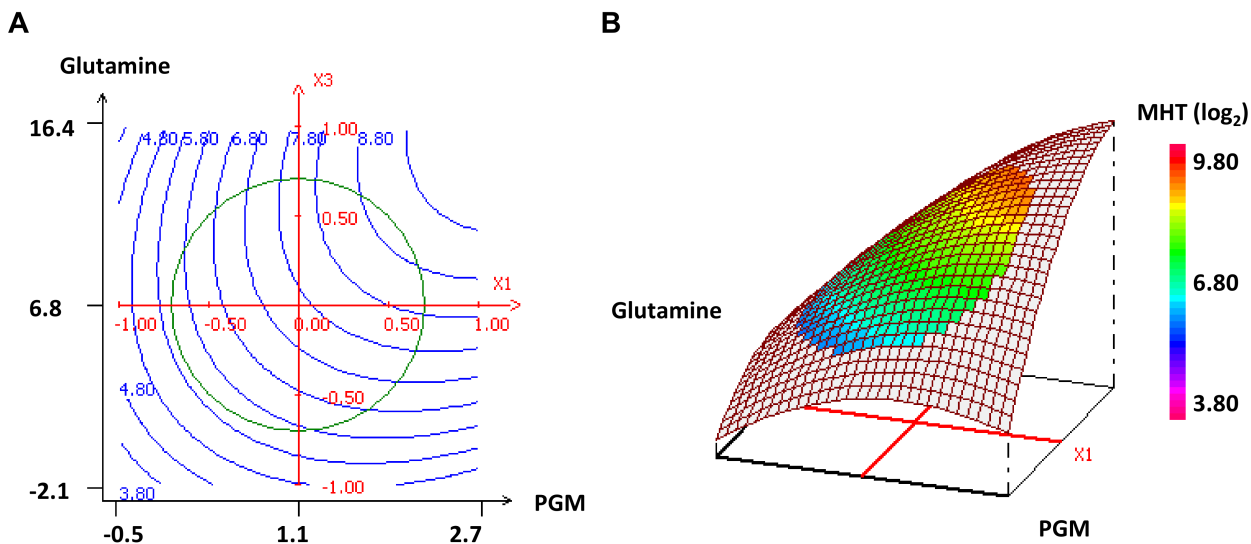 A
B
Glutamine
X3
MHT (log2)
16.4
4.80 5.80 6.80 7.80 1.00 8.80
9.80
0.50
X1
6.8
-1.00 -0.50 0.00 0.50 1.00
6.80
Glutamine
4.80
-0.50
3.80
X1
-2.1
3.80
-1.00
PGM
PGM
-0.5 1.1 2.7